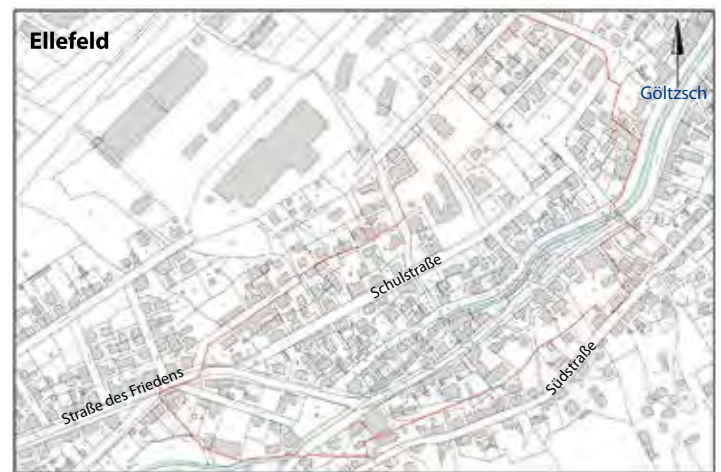 Ellefeld
Göltzsch
Schulstraße
Südstraße
Straße des Friedens